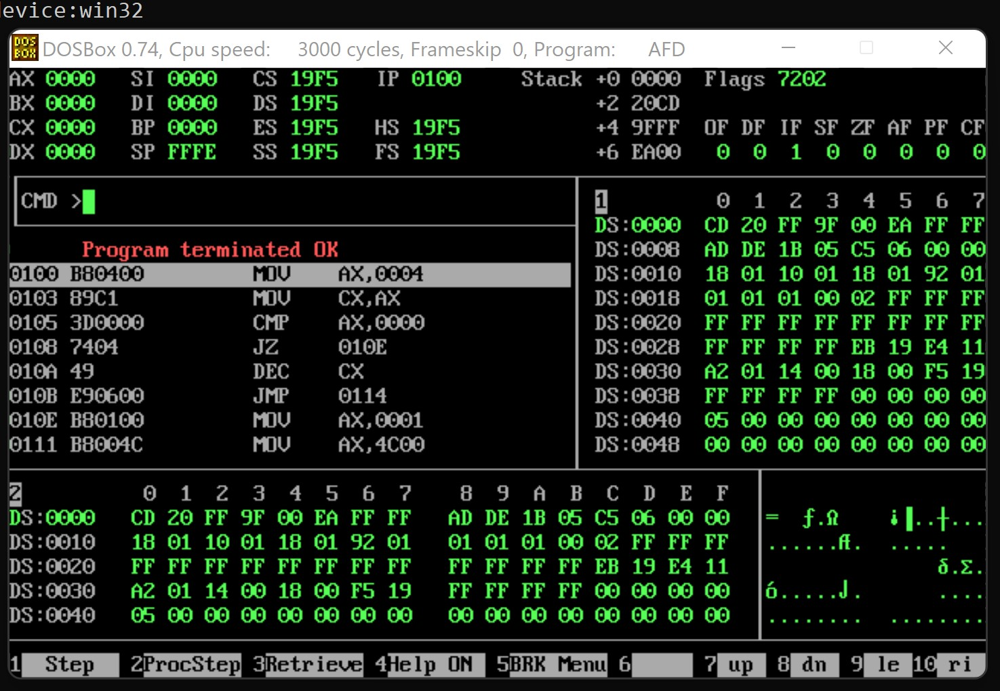 evice:win32
DOSBox 0.74, Cpu speed: 3000 cycles, Frameskip 0, Program: AFD
AX 0000 SI 0000 CS 19F5 IP 0100 Stack +0 0000 Flags 7202
BX 0000 DI 0000 DS 19F5 +2 20CD
CX 0000 BP 0000 ES 19F5 HS 19F5 +4 9FFF OF DF IF SF ZF AF PF CF
DX 0000 SP FFFE SS 19F5 FS 19F5 +6 EA00 0 0 1 0 0 0 0 0
CMD >
Program terminated OK
0100 B80400 MOV AX,0004
0103 89C1 MOV CX,AX
0105 3D0000 CMP AX,0000
0108 7404 JZ 010E
010A 49 DEC CX
010B E90600 JMP 0114
010E B80100 MOV AX,0001
0111 B8004C MOV AX,4C00
1 0 1 2 3 4 5 6 7
DS:0000 CD 20 FF 9F 00 EA FF FF
DS:0008 AD DE 1B 05 C5 06 00 00
DS:0010 18 01 10 01 18 01 92 01
DS:0018 01 01 01 00 02 FF FF FF
DS:0020 FF FF FF FF FF FF FF FF
DS:0028 FF FF FF FF EB 19 E4 11
DS:0030 A2 01 14 00 18 00 F5 19
DS:0038 FF FF FF FF 00 00 00 00
DS:0040 05 00 00 00 00 00 00 00
DS:0048 00 00 00 00 00 00 00 00
2 0 1 2 3 4 5 6 7 8 9 A B C D E F
DS:0000 CD 20 FF 9F 00 EA FF FF AD DE 1B 05 C5 06 00 00 = ƒ.Ω ¡▐..┼...
DS:0010 18 01 10 01 18 01 92 01 01 01 01 00 02 FF FF FF ......Æ. .....
DS:0020 FF FF FF FF FF FF FF FF FF FF FF FF EB 19 E4 11 δ.Σ.
DS:0030 A2 01 14 00 18 00 F5 19 FF FF FF FF 00 00 00 00 ó.....⌡. ....
DS:0040 05 00 00 00 00 00 00 00 00 00 00 00 00 00 00 00 ........ ........
1 Step 2ProcStep 3Retrieve 4Help ON 5BRK Menu 6 7 up 8 dn 9 le 10 ri